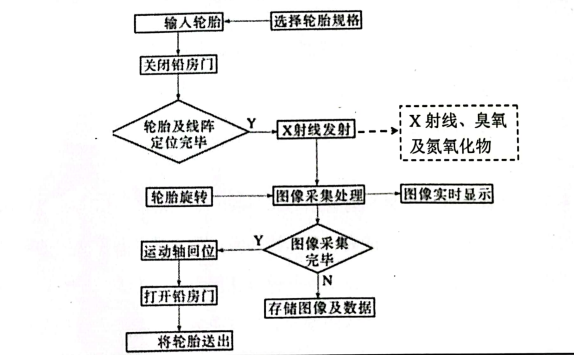 输入轮胎
选择轮胎规格
关闭铅房门
轮胎及线阵
定位完毕
Y
X射线发射
X 射线、臭氧
及氮氧化物
轮胎旋转
图像采集处理
图像实时显示
运动轴回位
Y
图像采集
完毕
N
打开铅房门
存储图像及数据
将轮胎送出